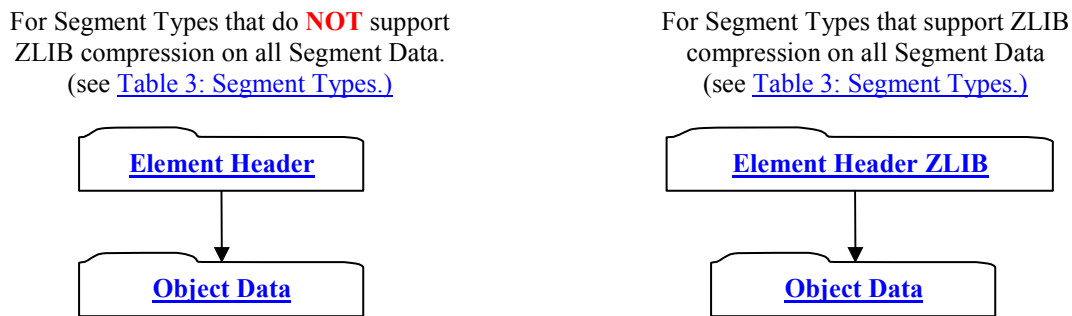 For Segment Types that do NOT support
ZLIB compression on all Segment Data.
(see Table 3: Segment Types.)
Element Header
Object Data
For Segment Types that support ZLIB
compression on all Segment Data
(see Table 3: Segment Types.)
Element Header ZLIB
Object Data